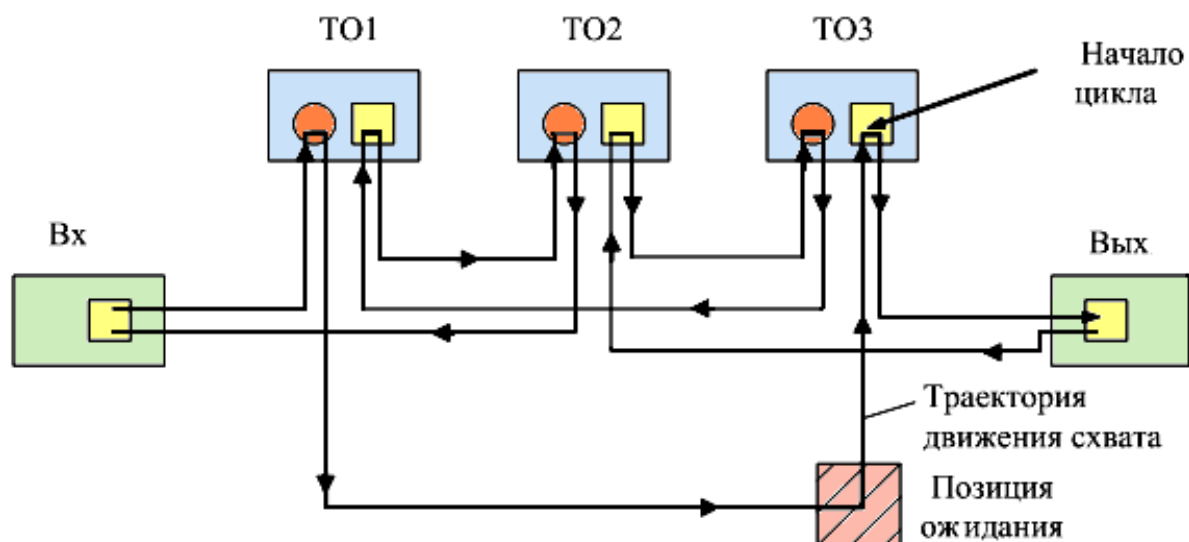 ТО1
ТО2
ТО3
Начало
цикла
Вх
Вых
Траектория
движения схвата
Позиция
ожидания